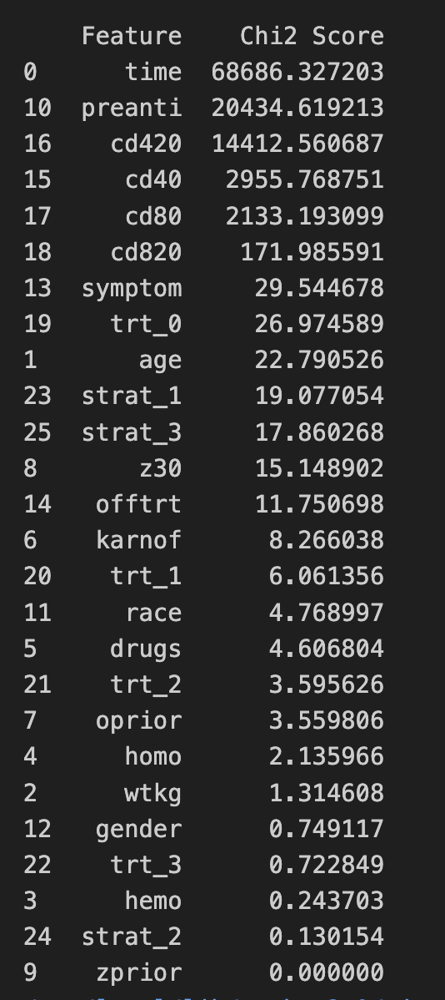 Feature Chi2 Score
0 time 68686.327203
10 preanti 20434.619213
16 cd420 14412.560687
15 cd40 2955.768751
17 cd80 2133.193099
18 cd820 171.985591
13 symptom 29.544678
19 trt_0 26.974589
1 age 22.790526
23 strat_1 19.077054
25 strat_3 17.860268
8 z30 15.148902
14 offtrt 11.750698
6 karnof 8.266038
20 trt_1 6.061356
11 race 4.768997
5 drugs 4.606804
21 trt_2 3.595626
7 oprior 3.559806
4 homo 2.135966
2 wtkg 1.314608
12 gender 0.749117
22 trt_3 0.722849
3 hemo 0.243703
24 strat_2 0.130154
9 zprior 0.000000